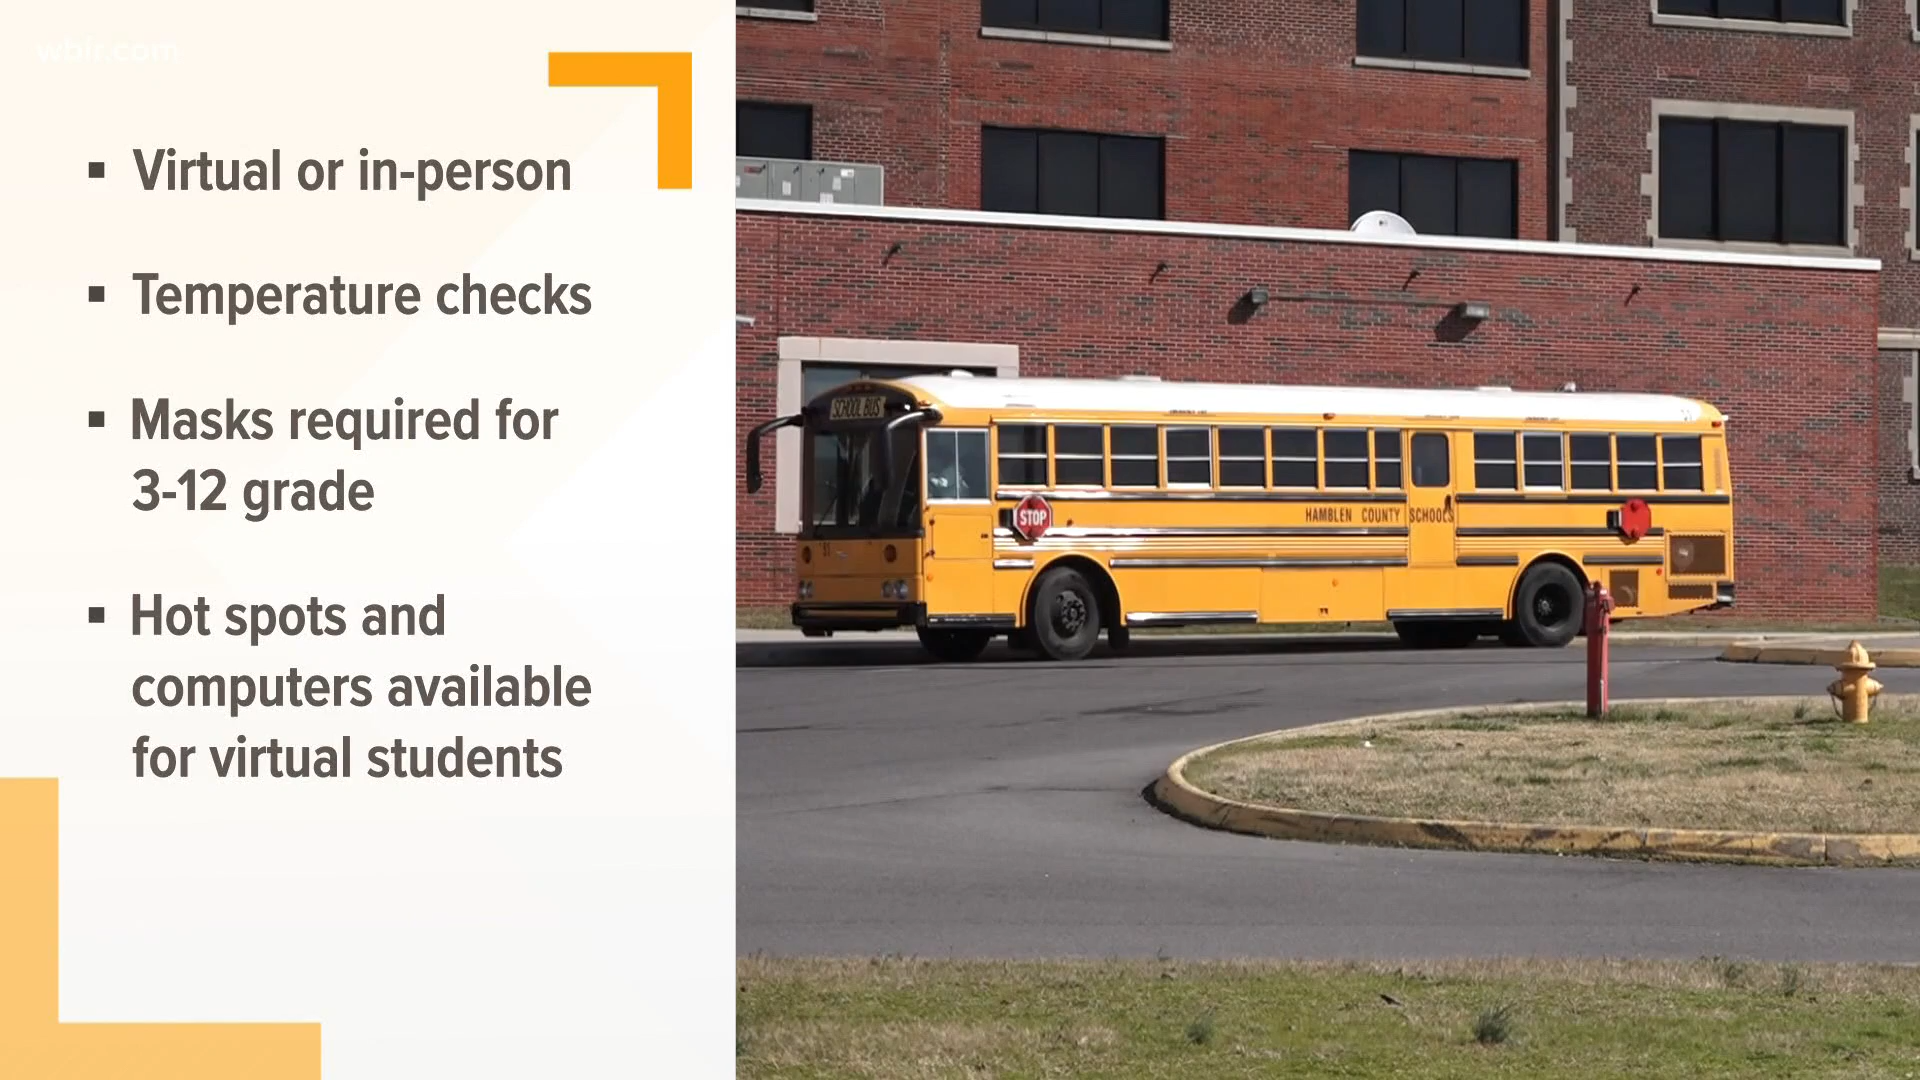 wbir.com
▪ Virtual or in-person
▪ Temperature checks
▪ Masks required for
3-12 grade
▪ Hot spots and
computers available
for virtual students
SCHOOL BUS
STOP
HAMBLEN COUNTY SCHOOLS